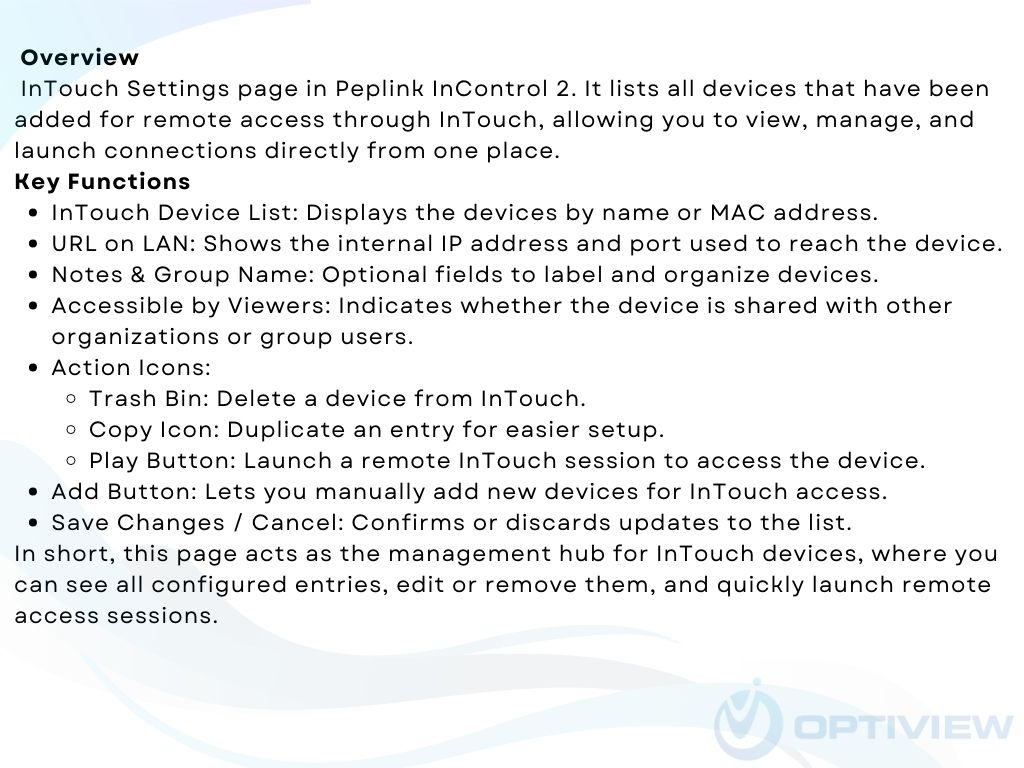 Overview
InTouch Settings page in Peplink InControl 2. It lists all devices that have been
added for remote access through InTouch, allowing you to view, manage, and
launch connections directly from one place.
Key Functions
• InTouch Device List: Displays the devices by name or MAC address.
• URL on LAN: Shows the internal IP address and port used to reach the device.
• Notes & Group Name: Optional fields to label and organize devices.
• Accessible by Viewers: Indicates whether the device is shared with other
organizations or group users.
• Action Icons:
○ Trash Bin: Delete a device from InTouch.
○ Copy Icon: Duplicate an entry for easier setup.
○ Play Button: Launch a remote InTouch session to access the device.
• Add Button: Lets you manually add new devices for InTouch access.
• Save Changes / Cancel: Confirms or discards updates to the list.
In short, this page acts as the management hub for InTouch devices, where you
can see all configured entries, edit or remove them, and quickly launch remote
access sessions.
OPTIVIEW